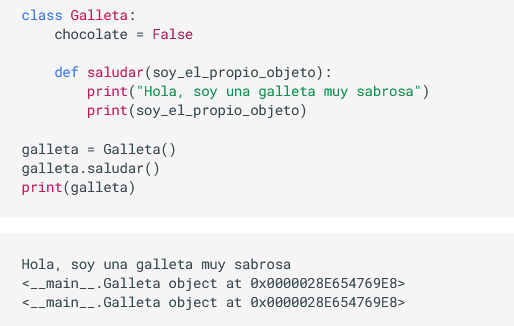 class Galleta:
    chocolate = False

    def saludar(soy_el_propio_objeto):
        print("Hola, soy una galleta muy sabrosa")
        print(soy_el_propio_objeto)

galleta = Galleta()
galleta.saludar()
print(galleta)

Hola, soy una galleta muy sabrosa
<__main__.Galleta object at 0x0000028E654769E8>
<__main__.Galleta object at 0x0000028E654769E8>